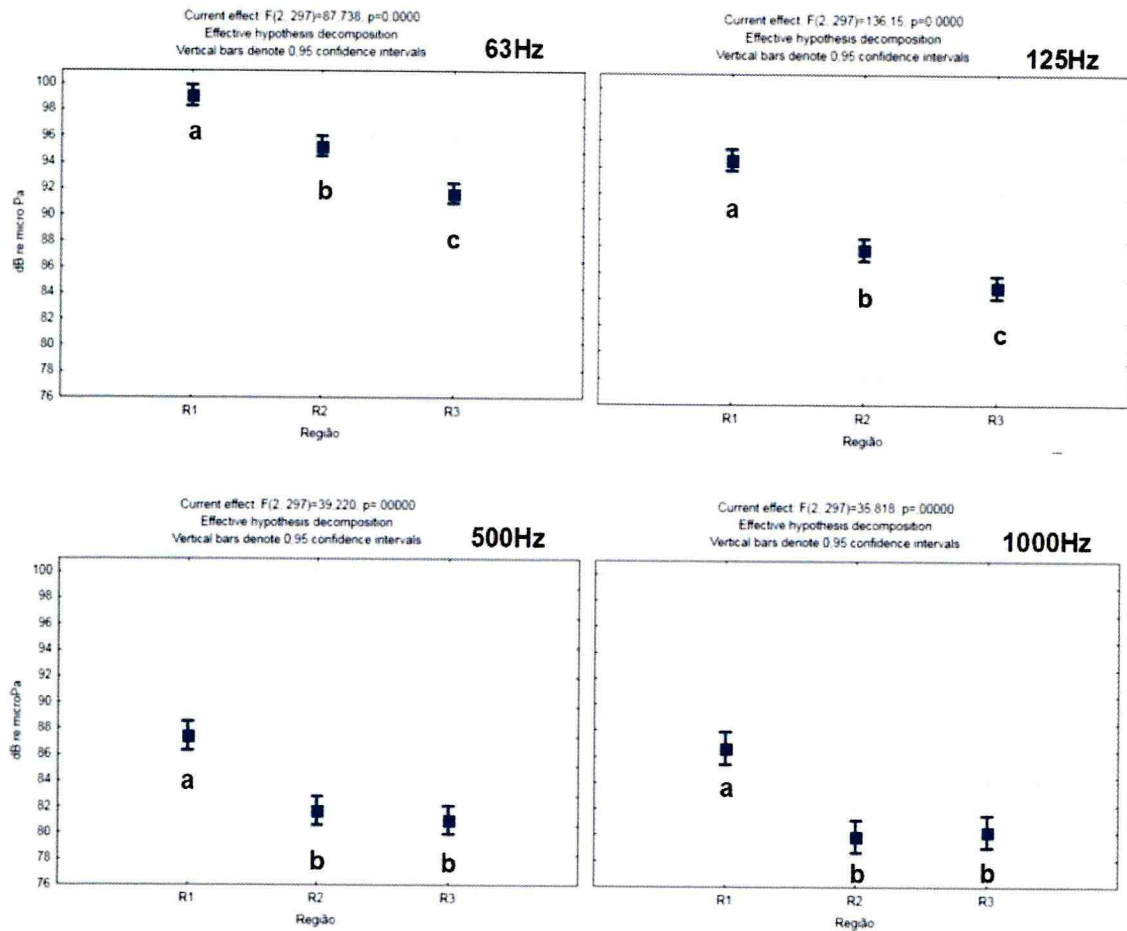 Current effect: F(2, 297)=87.738, p=0.0000
Effective hypothesis decomposition
Vertical bars denote 0.95 confidence intervals
63Hz
100
98
96
94
92
90
88
86
84
82
80
78
76
dB re micro Pa
a
b
c
R1 R2 R3
Região
Current effect: F(2, 297)=136.15, p=0.0000
Effective hypothesis decomposition
Vertical bars denote 0.95 confidence intervals
125Hz
a
b
c
R1 R2 R3
Região
Current effect: F(2, 297)=39.220, p=.00000
Effective hypothesis decomposition
Vertical bars denote 0.95 confidence intervals
500Hz
100
98
96
94
92
90
88
86
84
82
80
78
76
dB re microPa
a
b b
R1 R2 R3
Região
Current effect: F(2, 297)=35.818, p=.00000
Effective hypothesis decomposition
Vertical bars denote 0.95 confidence intervals
1000Hz
a
b b
R1 R2 R3
Região